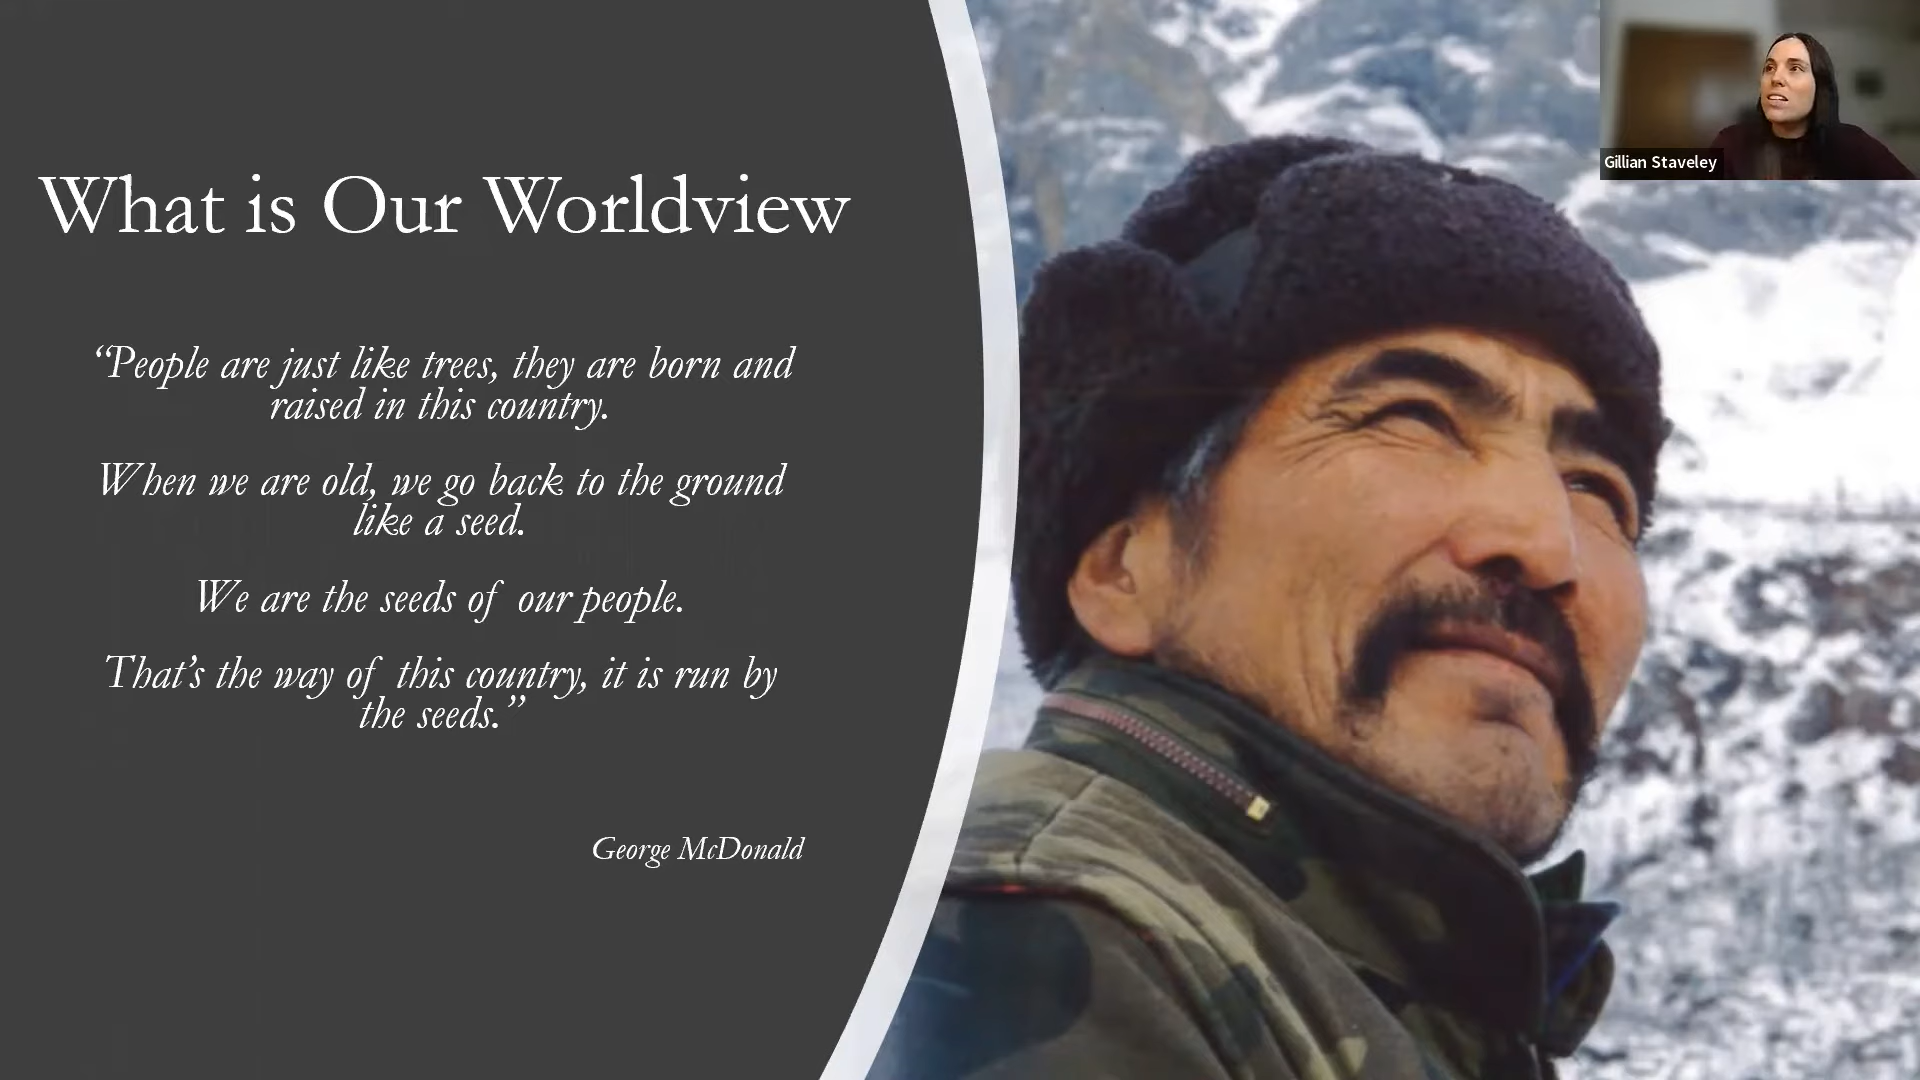 What is Our Worldview
“People are just like trees, they are born and
raised in this country.
When we are old, we go back to the ground
like a seed.
We are the seeds of our people.
That’s the way of this country, it is run by
the seeds.”
George McDonald
Gillian Staveley